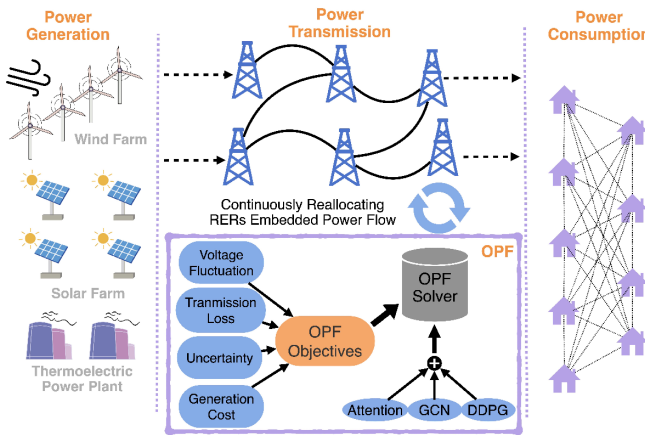 Power
Generation
Wind Farm
Solar Farm
Thermoelectric
Power Plant
Power
Transmission
Continuously Reallocating
RERs Embedded Power Flow
OPF
Voltage
Fluctuation
Tranmission
Loss
Uncertainty
Generation
Cost
OPF
Objectives
OPF
Solver
Attention
GCN
DDPG
Power
Consumption